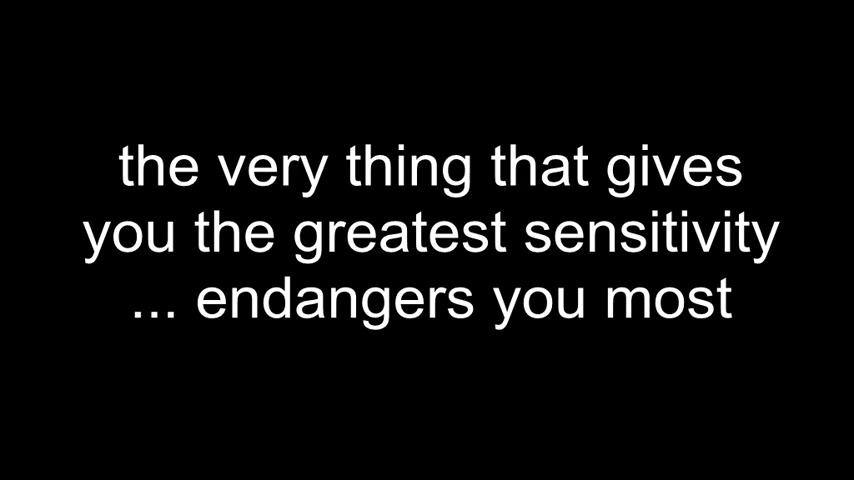 the very thing that gives
you the greatest sensitivity
... endangers you most